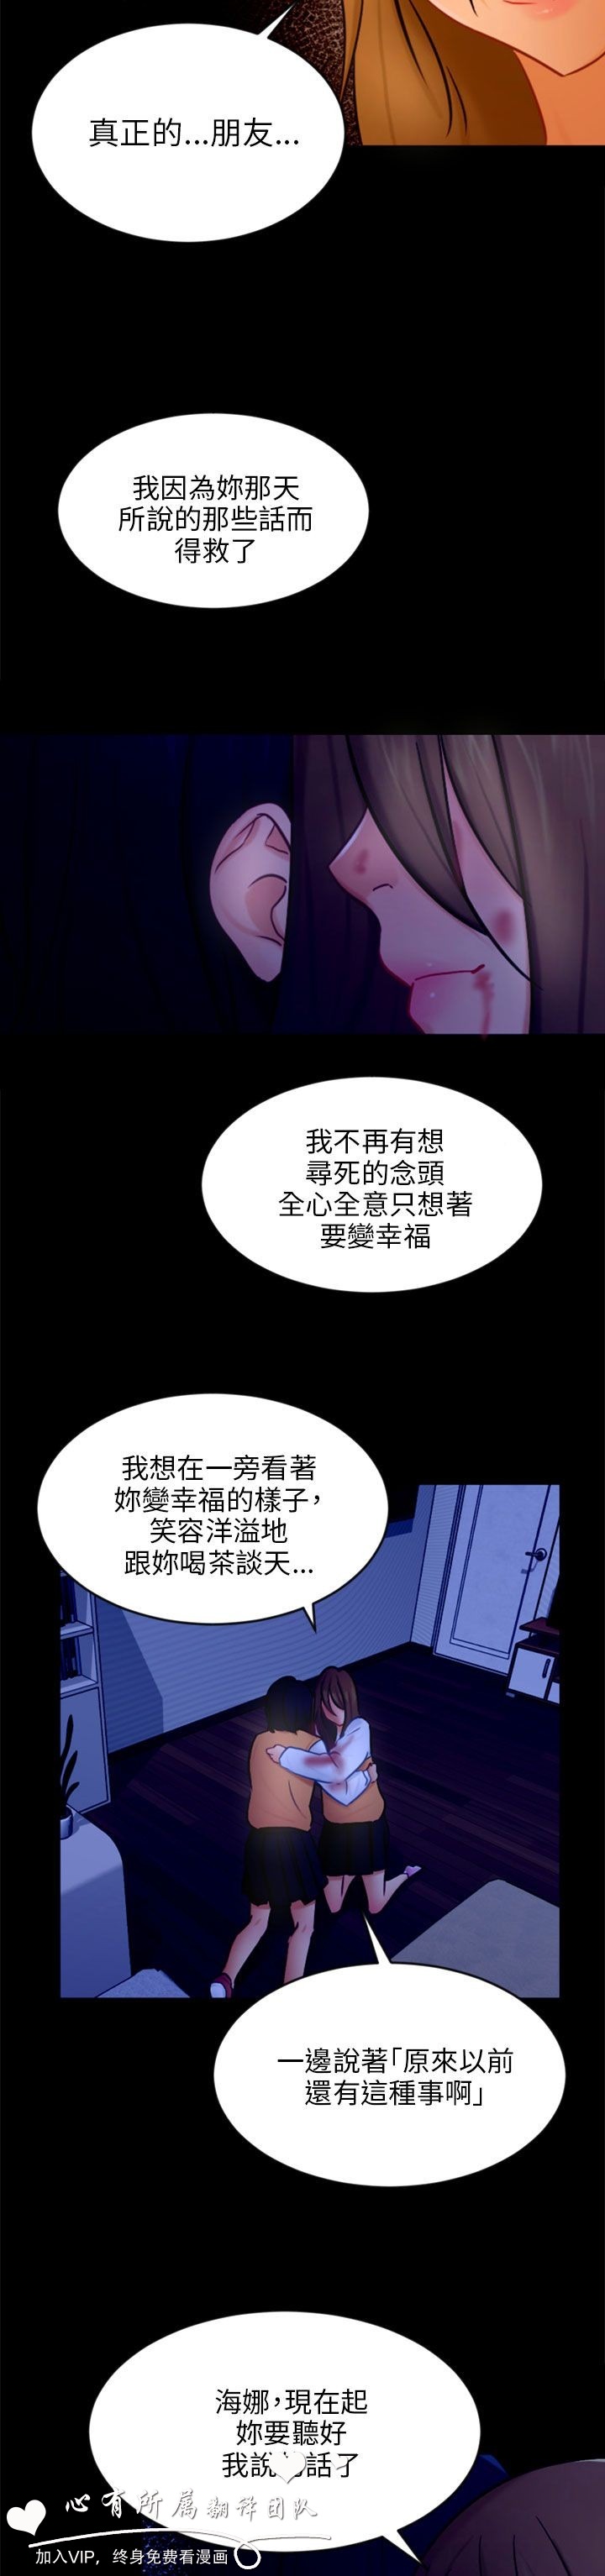 真正的...朋友...
我因為妳那天
所說的那些話而
得救了
我不再有想
尋死的念頭
全心全意只想著
要變幸福
我想在一旁看著
妳變幸福的樣子，
笑容洋溢地
跟妳喝茶談天...
一邊說著「原來以前
還有這種事啊」
海娜，現在起
妳要聽好
我說的話了
心有所属翻译团队
加入VIP，终身免费看漫画